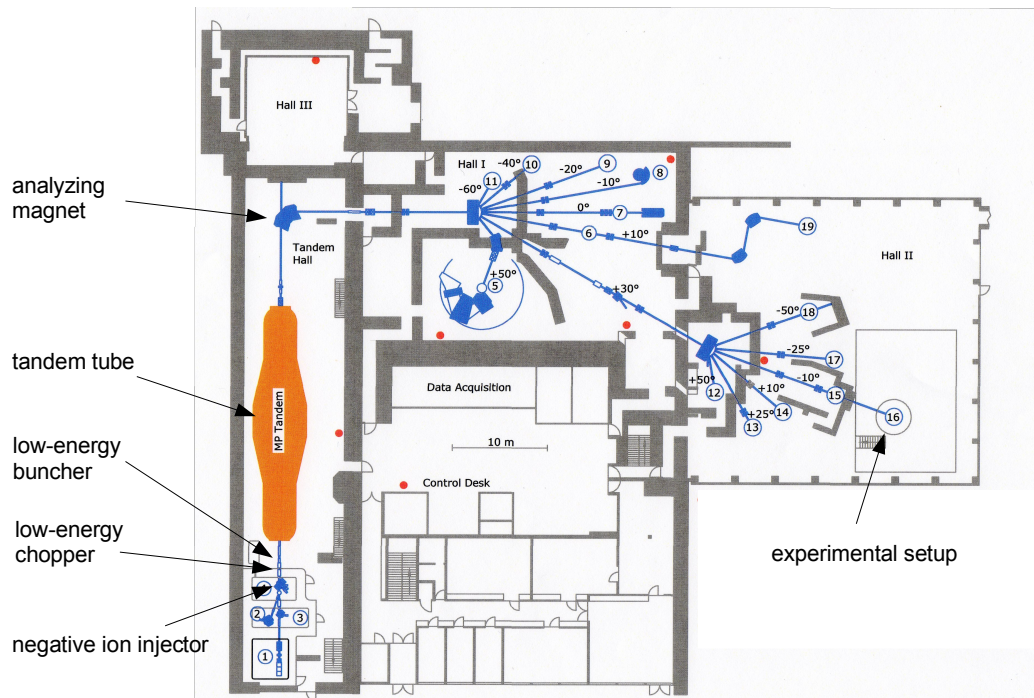 Hall III
Hall I
-60°
11
-40°
10
-20°
9
-10°
8
0°
7
6
+10°
19
Hall II
analyzing
magnet
Tandem
Hall
+50°
5
+30°
-50°
18
-25°
17
-10°
15
16
+50°
12
+10°
14
+25°
13
tandem tube
MP Tandem
Data Acquisition
10 m
Control Desk
low-energy
buncher
low-energy
chopper
negative ion injector
2
3
1
experimental setup